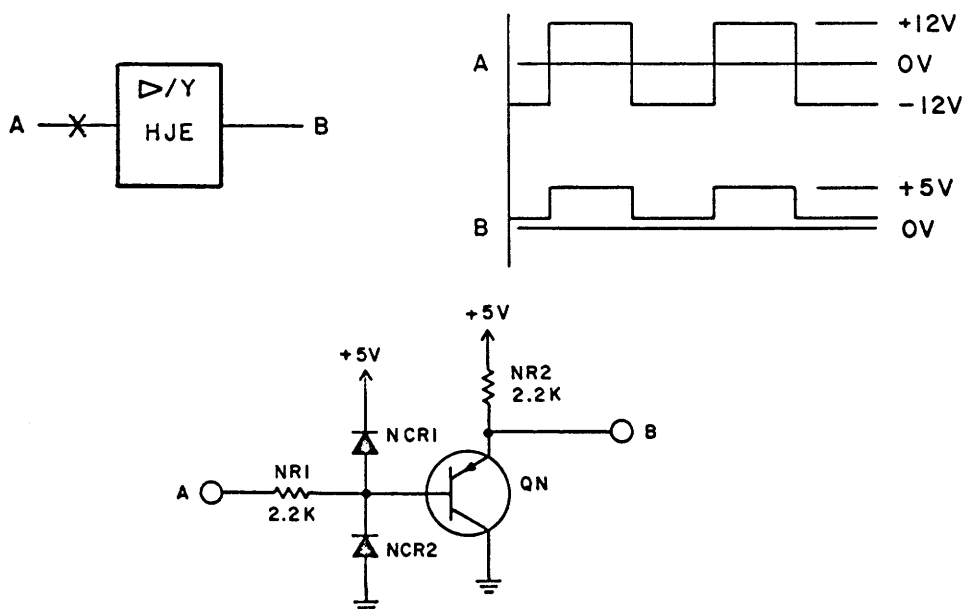 ▷/Y
A
HJE
B
+12V
A
0V
-12V
+5V
B
0V
+5V
+5V
NR2
2.2K
NCR1
B
NR1
QN
A
2.2K
NCR2